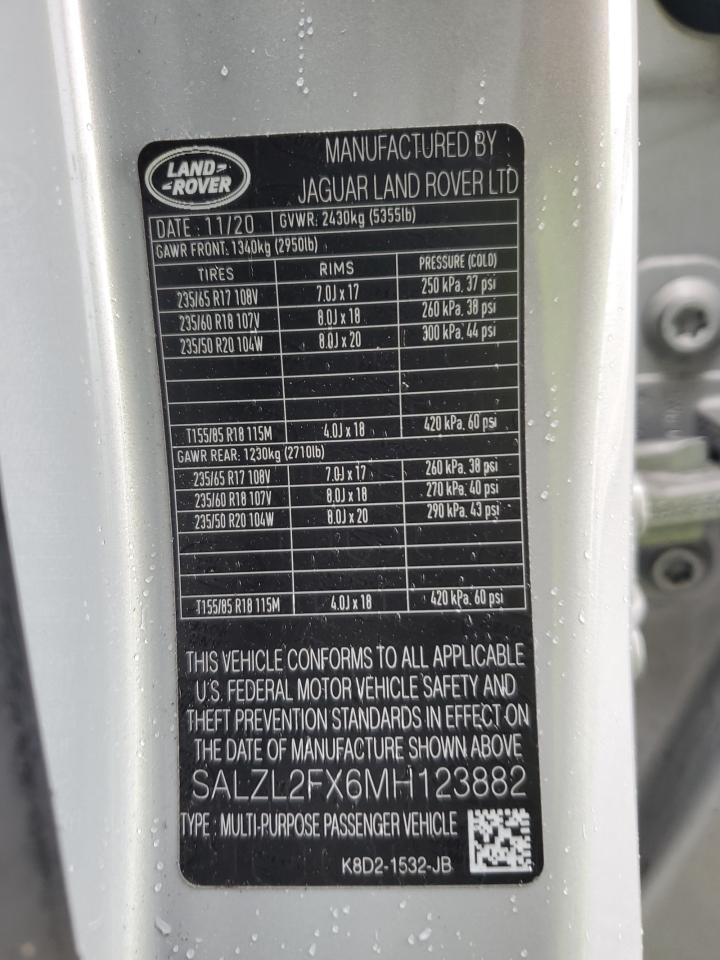 LAND-
-ROVER
MANUFACTURED BY
JAGUAR LAND ROVER LTD
DATE : 11/20 GVWR: 2430kg (5355lb)
GAWR FRONT: 1340kg (2950lb)
TIRES RIMS PRESSURE (COLD)
235/65 R17 108V 7.0J x 17 250 kPa, 37 psi
235/60 R18 107V 8.0J x 18 260 kPa, 38 psi
235/50 R20 104W 8.0J x 20 300 kPa, 44 psi
T155/85 R18 115M 4.0J x 18 420 kPa, 60 psi
GAWR REAR: 1230kg (2710lb)
235/65 R17 108V 7.0J x 17 260 kPa, 38 psi
235/60 R18 107V 8.0J x 18 270 kPa, 40 psi
235/50 R20 104W 8.0J x 20 290 kPa, 43 psi
T155/85 R18 115M 4.0J x 18 420 kPa, 60 psi
THIS VEHICLE CONFORMS TO ALL APPLICABLE
U.S. FEDERAL MOTOR VEHICLE SAFETY AND
THEFT PREVENTION STANDARDS IN EFFECT ON
THE DATE OF MANUFACTURE SHOWN ABOVE
SALZL2FX6MH123882
TYPE : MULTI-PURPOSE PASSENGER VEHICLE
K8D2-1532-JB